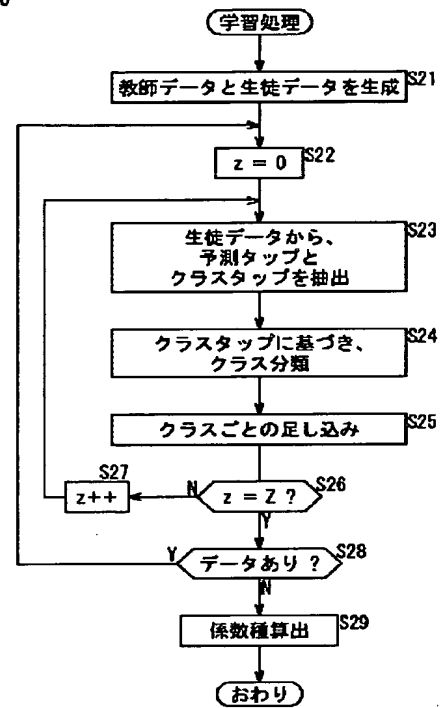 学習処理
教師データと生徒データを生成
S21
z = 0
S22
生徒データから、
予測タップと
クラスタップを抽出
S23
クラスタップに基づき、
クラス分類
S24
クラスごとの足し込み
S25
S27
z++
N
z = Z ?
S26
Y
Y
データあり ?
S28
N
係数種算出
S29
おわり